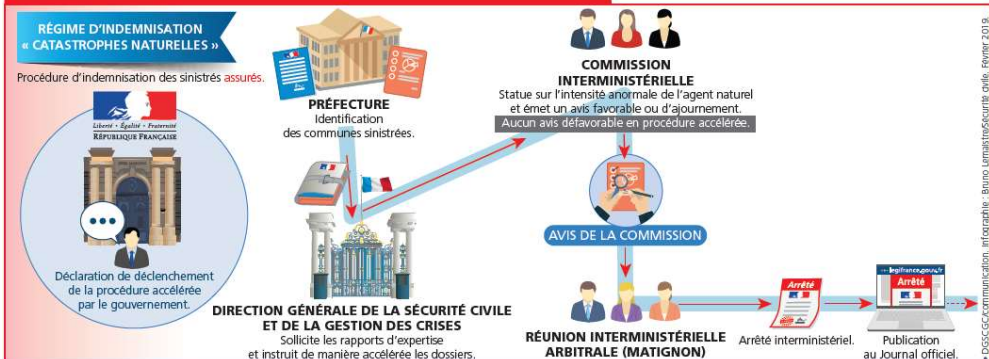 RÉGIME D'INDEMNISATION
« CATASTROPHES NATURELLES »
Procédure d'indemnisation des sinistrés assurés.
Liberté • Égalité • Fraternité
RÉPUBLIQUE FRANÇAISE
Déclaration de déclenchement
de la procédure accélérée
par le gouvernement.
PRÉFECTURE
Identification
des communes sinistrées.
DIRECTION GÉNÉRALE DE LA SÉCURITÉ CIVILE
ET DE LA GESTION DES CRISES
Sollicite les rapports d'expertise
et instruit de manière accélérée les dossiers.
COMMISSION
INTERMINISTÉRIELLE
Statue sur l'intensité anormale de l'agent naturel
et émet un avis favorable ou d'ajournement.
Aucun avis défavorable en procédure accélérée.
AVIS DE LA COMMISSION
RÉUNION INTERMINISTÉRIELLE
ARBITRALE (MATIGNON)
Arrêté
Arrêté interministériel.
legifrance.gouv.fr
Arrêté
Publication
au Journal officiel.
DGSCGC/communication. Infographie : Bruno Lemaistre/Sécurité civile. Février 2019.